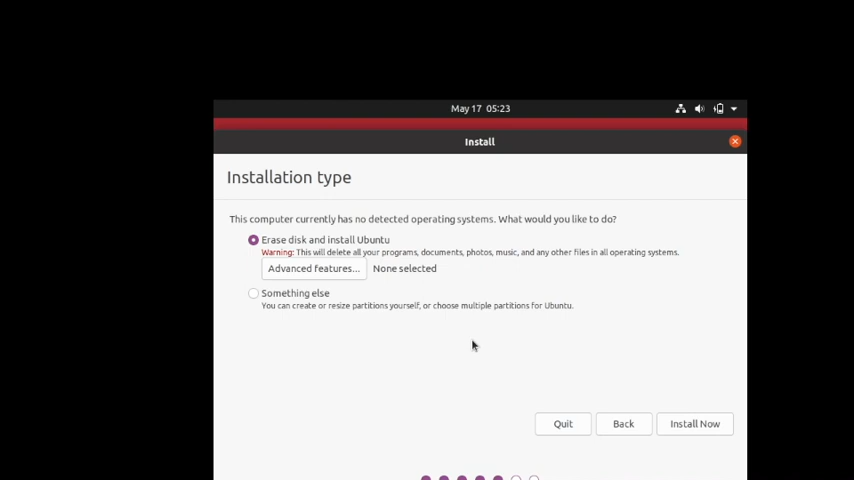 May 17 05:23
Install
Installation type
This computer currently has no detected operating systems. What would you like to do?
Erase disk and install Ubuntu
Warning: This will delete all your programs, documents, photos, music, and any other files in all operating systems.
Advanced features... None selected
Something else
You can create or resize partitions yourself, or choose multiple partitions for Ubuntu.
Quit Back Install Now